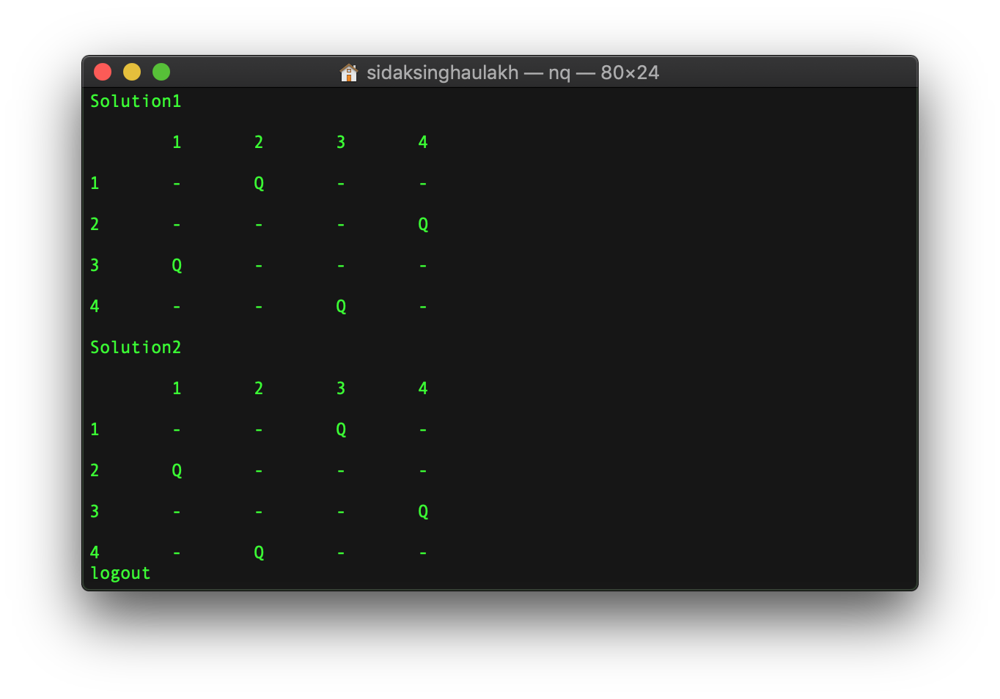 sidaksinghaulakh — nq — 80×24
Solution1
1 2 3 4
1 - Q - -
2 - - - Q
3 Q - - -
4 - - Q -
Solution2
1 2 3 4
1 - - Q -
2 Q - - -
3 - - - Q
4 - Q - -
logout